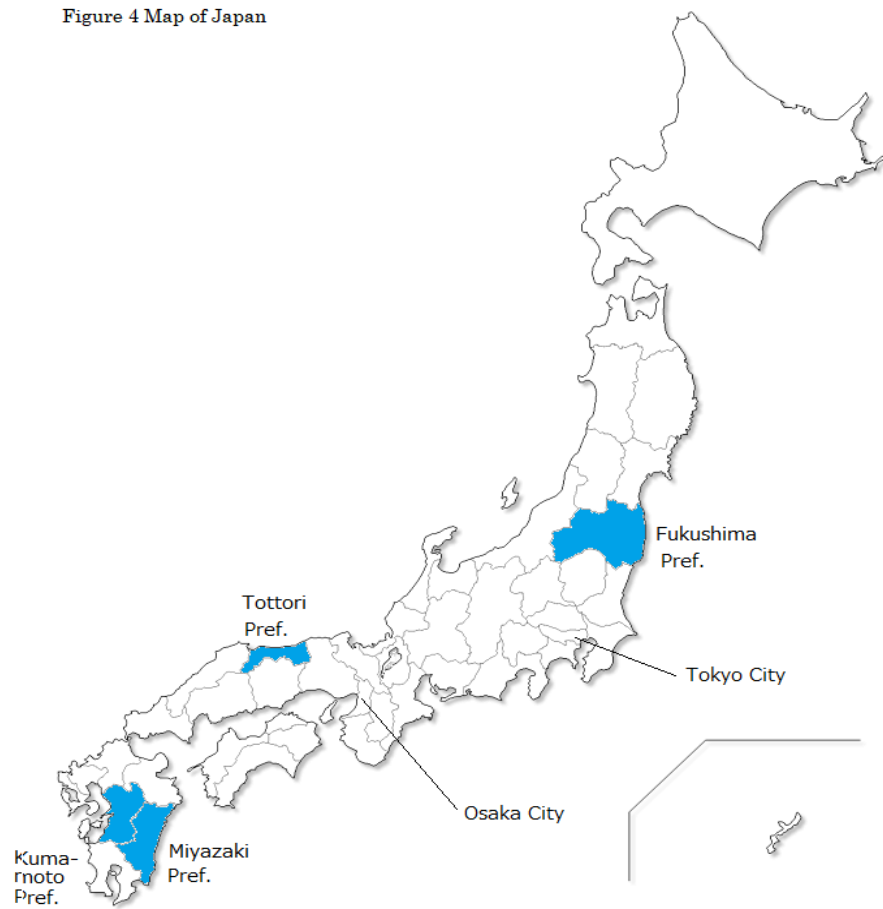 Figure 4 Map of Japan
Fukushima
Pref.
Tottori
Pref.
Tokyo City
Osaka City
Miyazaki
Pref.
Kuma-
moto
Pref.